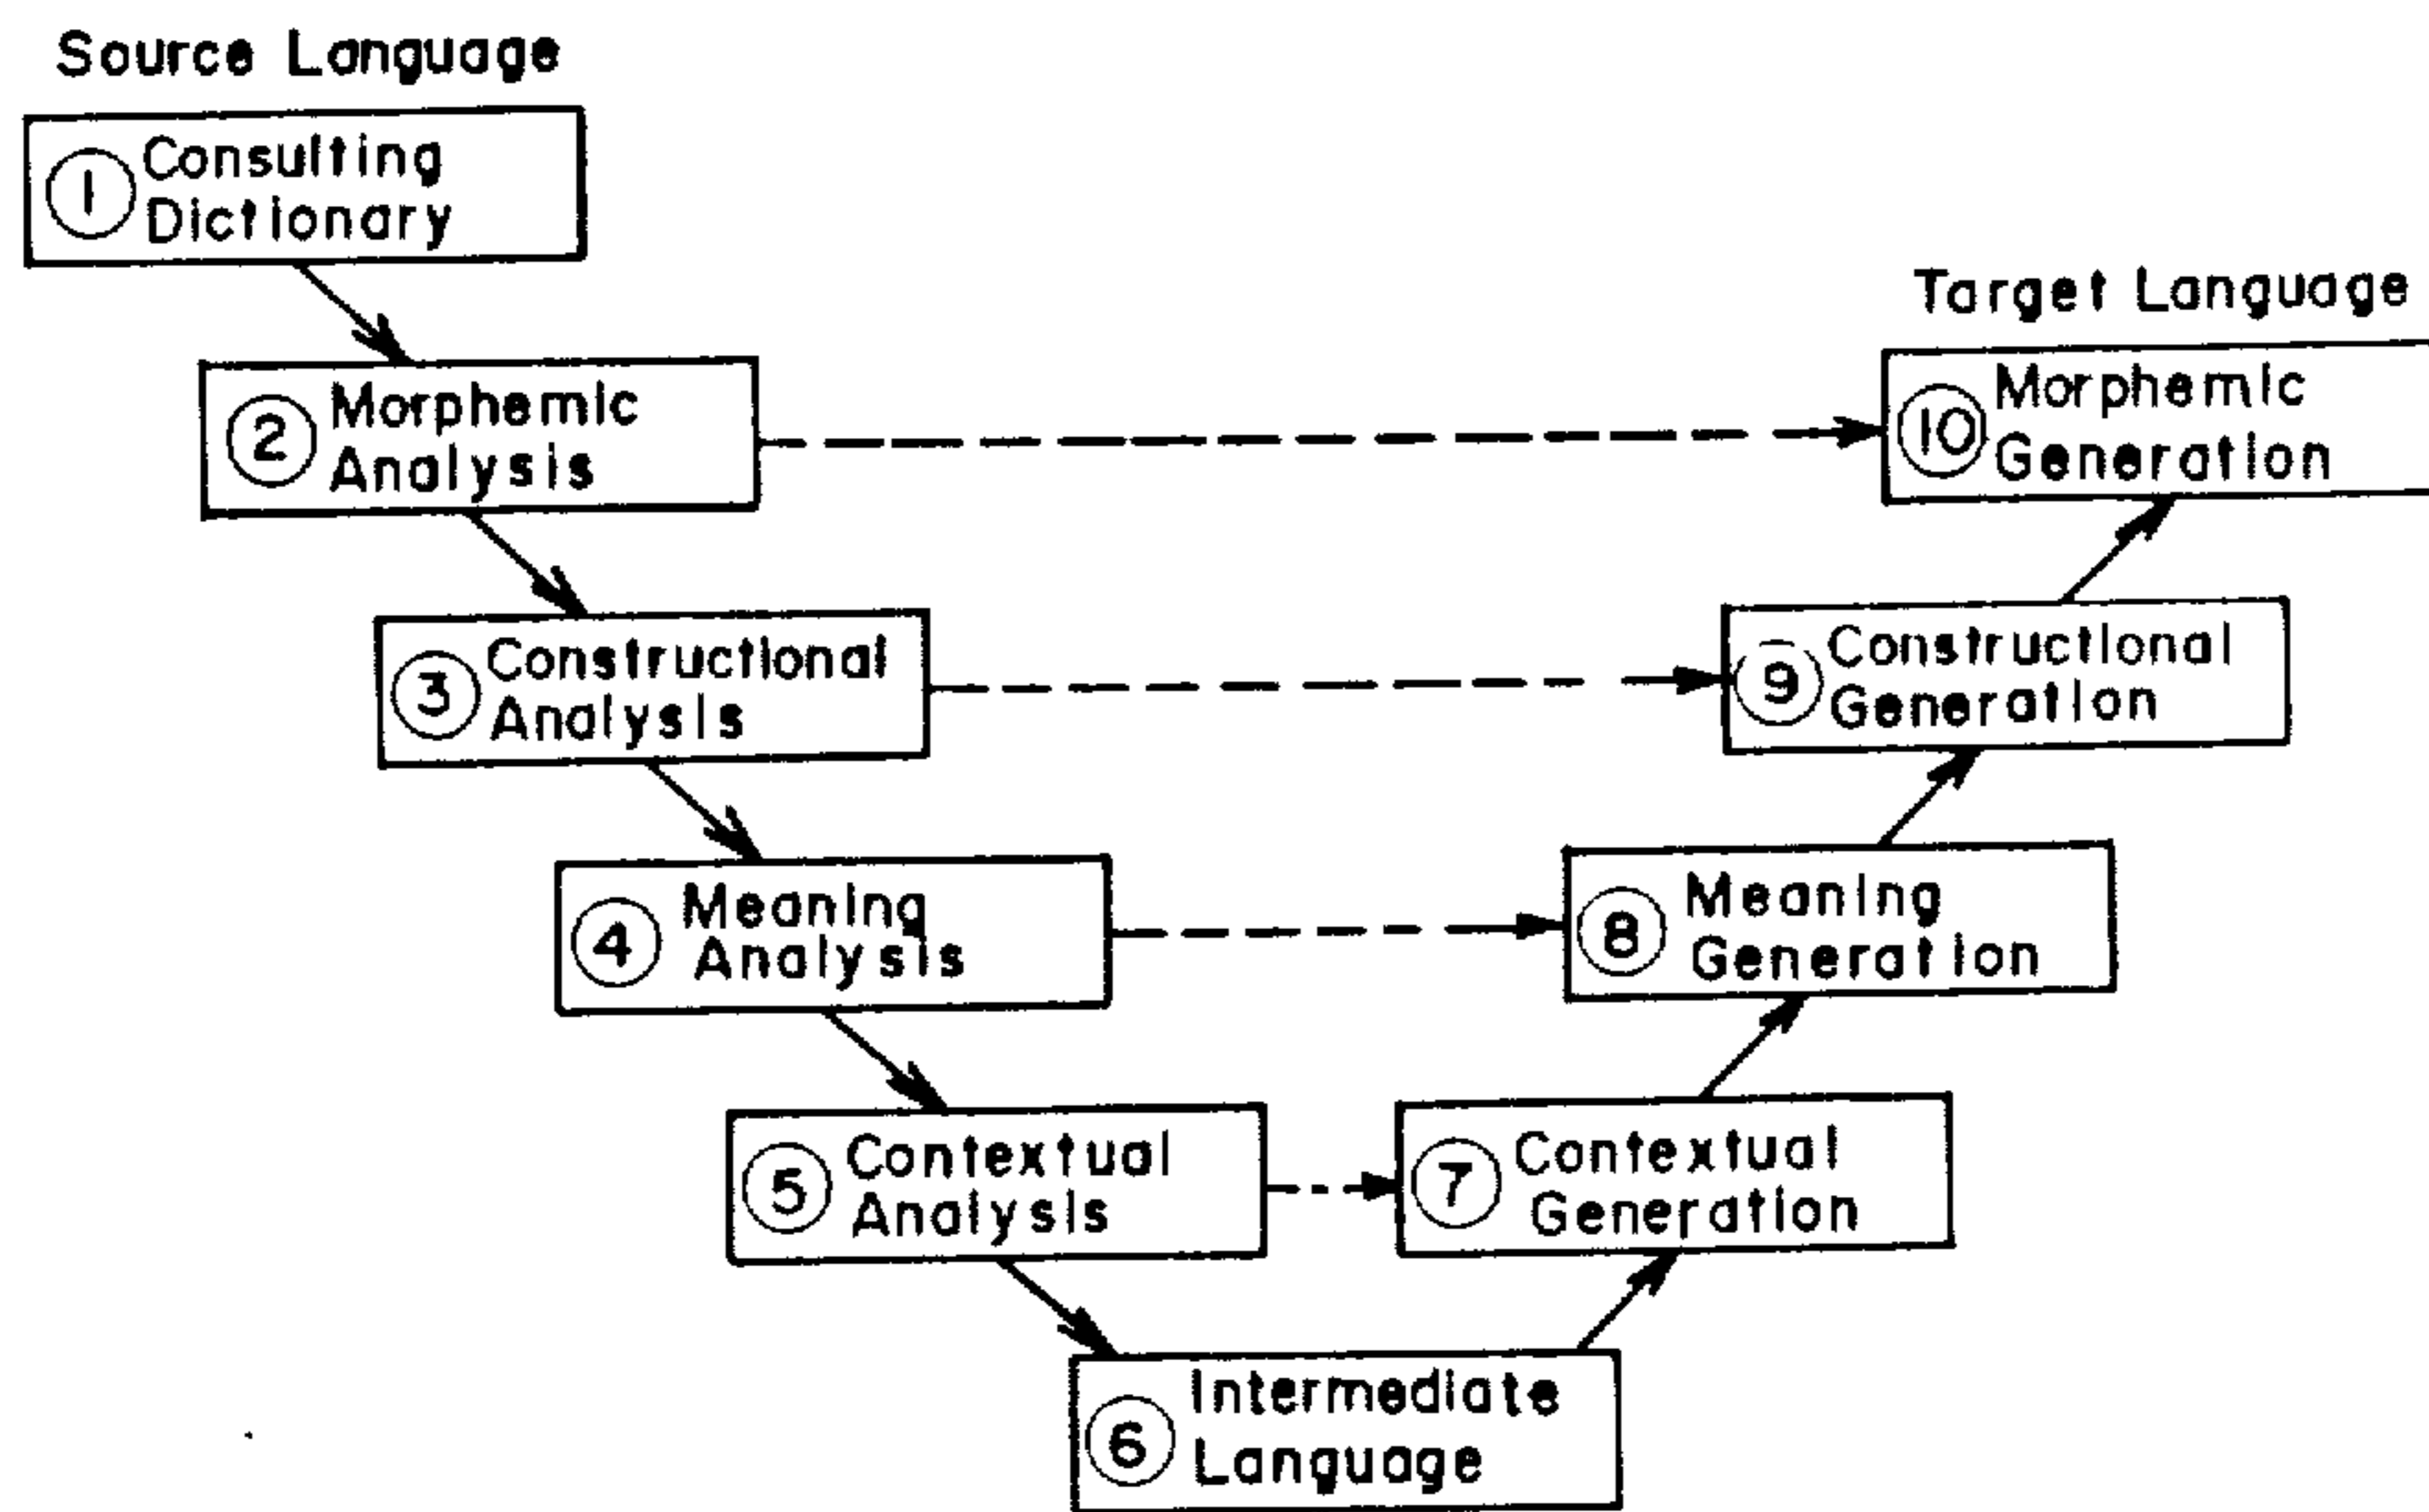 Source Language
1 Consulting
Dictionary
Target Language
2 Morphemic
Analysis
10 Morphemic
Generation
3 Constructional
Analysis
9 Constructional
Generation
4 Meaning
Analysis
8 Meaning
Generation
5 Contextual
Analysis
7 Contextual
Generation
6 Intermediate
Language